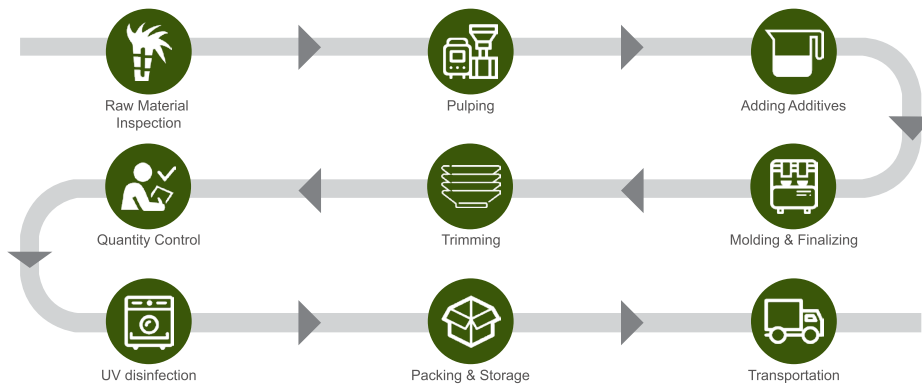 Raw Material
Inspection
Pulping
Adding Additives
Quantity Control
Trimming
Molding & Finalizing
UV disinfection
Packing & Storage
Transportation